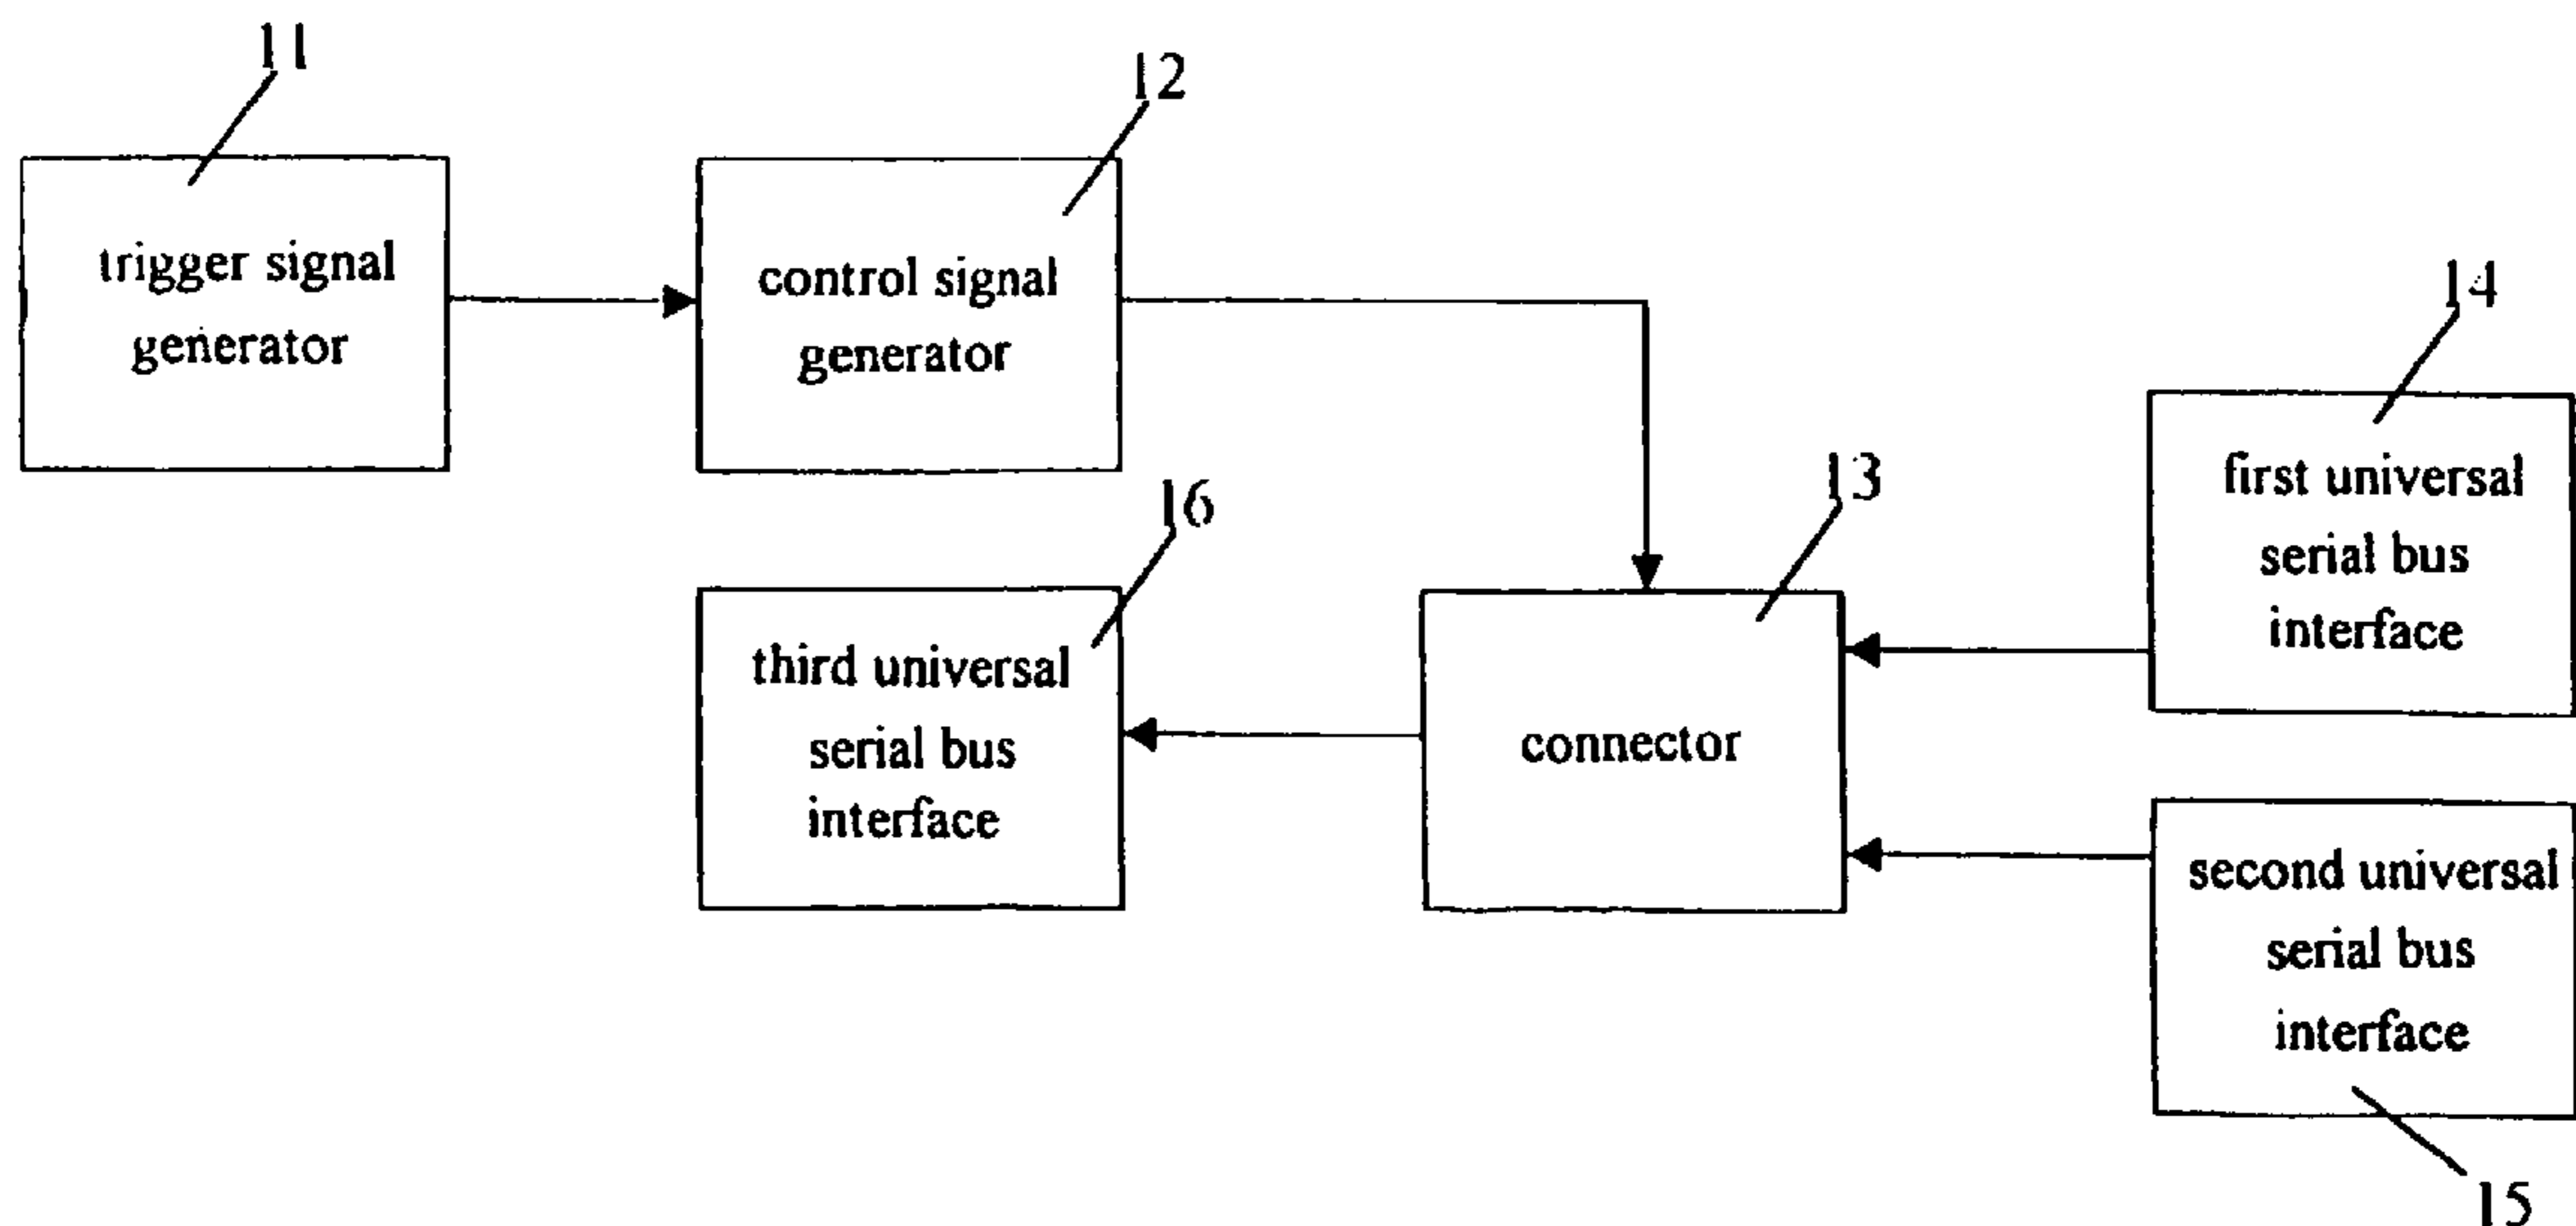 11
trigger signal
generator
12
control signal
generator
16
third universal
serial bus
interface
13
connector
14
first universal
serial bus
interface
second universal
serial bus
interface
15